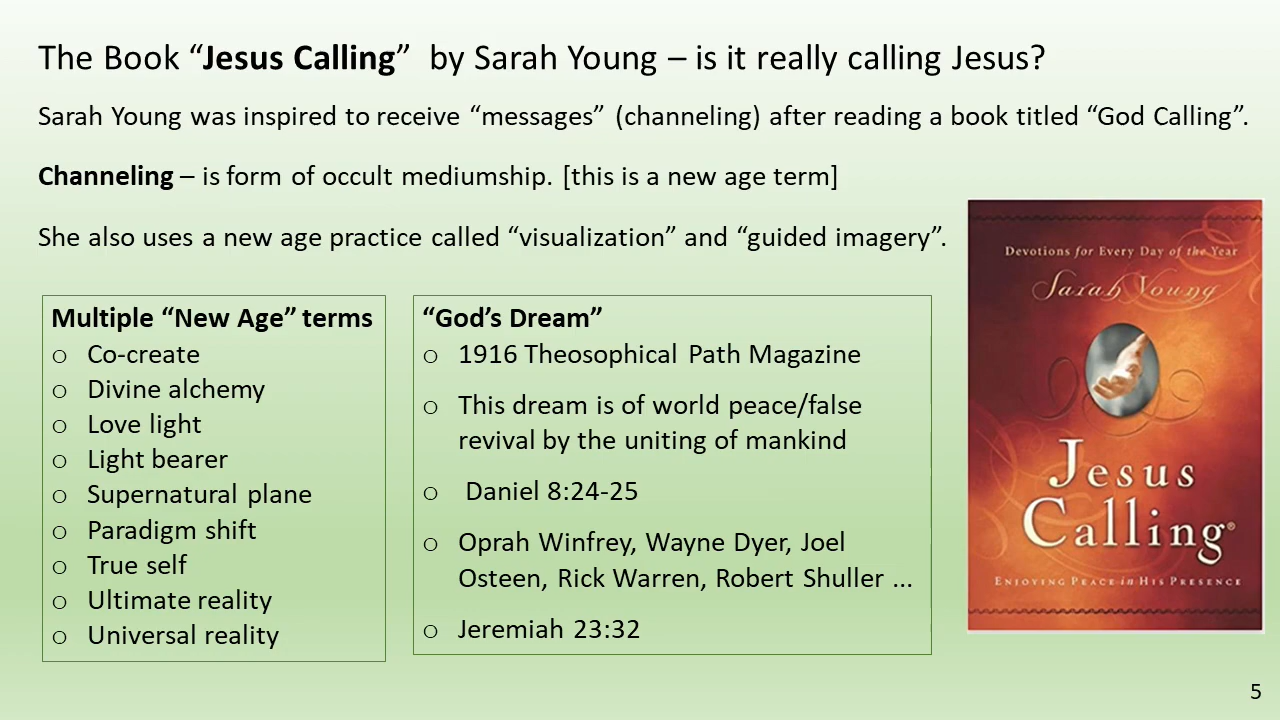 The Book “Jesus Calling”  by Sarah Young – is it really calling Jesus?
Sarah Young was inspired to receive “messages” (channeling) after reading a book titled “God Calling”.
Channeling – is form of occult mediumship. [this is a new age term]
She also uses a new age practice called “visualization” and “guided imagery”.
Multiple “New Age” terms
o Co-create
o Divine alchemy
o Love light
o Light bearer
o Supernatural plane
o Paradigm shift
o True self
o Ultimate reality
o Universal reality
“God’s Dream”
o 1916 Theosophical Path Magazine
o This dream is of world peace/false
revival by the uniting of mankind
o Daniel 8:24-25
o Oprah Winfrey, Wayne Dyer, Joel
Osteen, Rick Warren, Robert Shuller ...
o Jeremiah 23:32
Devotions for Every Day of the Year
Sarah Young
Jesus
Calling®
Enjoying Peace in His Presence
5